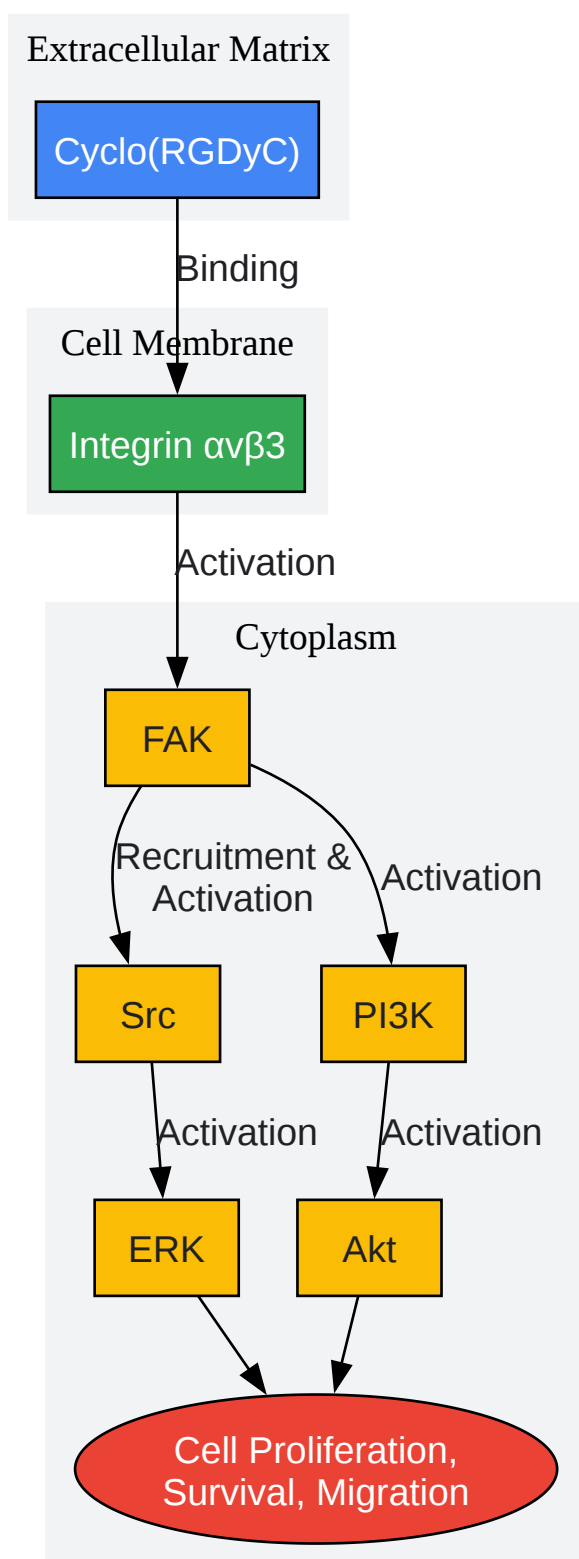 Extracellular Matrix
Cyclo(RGDyC)
Binding
Cell Membrane
Integrin αvβ3
Activation
Cytoplasm
FAK
Recruitment &
Activation
Activation
Src
PI3K
Activation
Activation
ERK
Akt
Cell Proliferation,
Survival, Migration